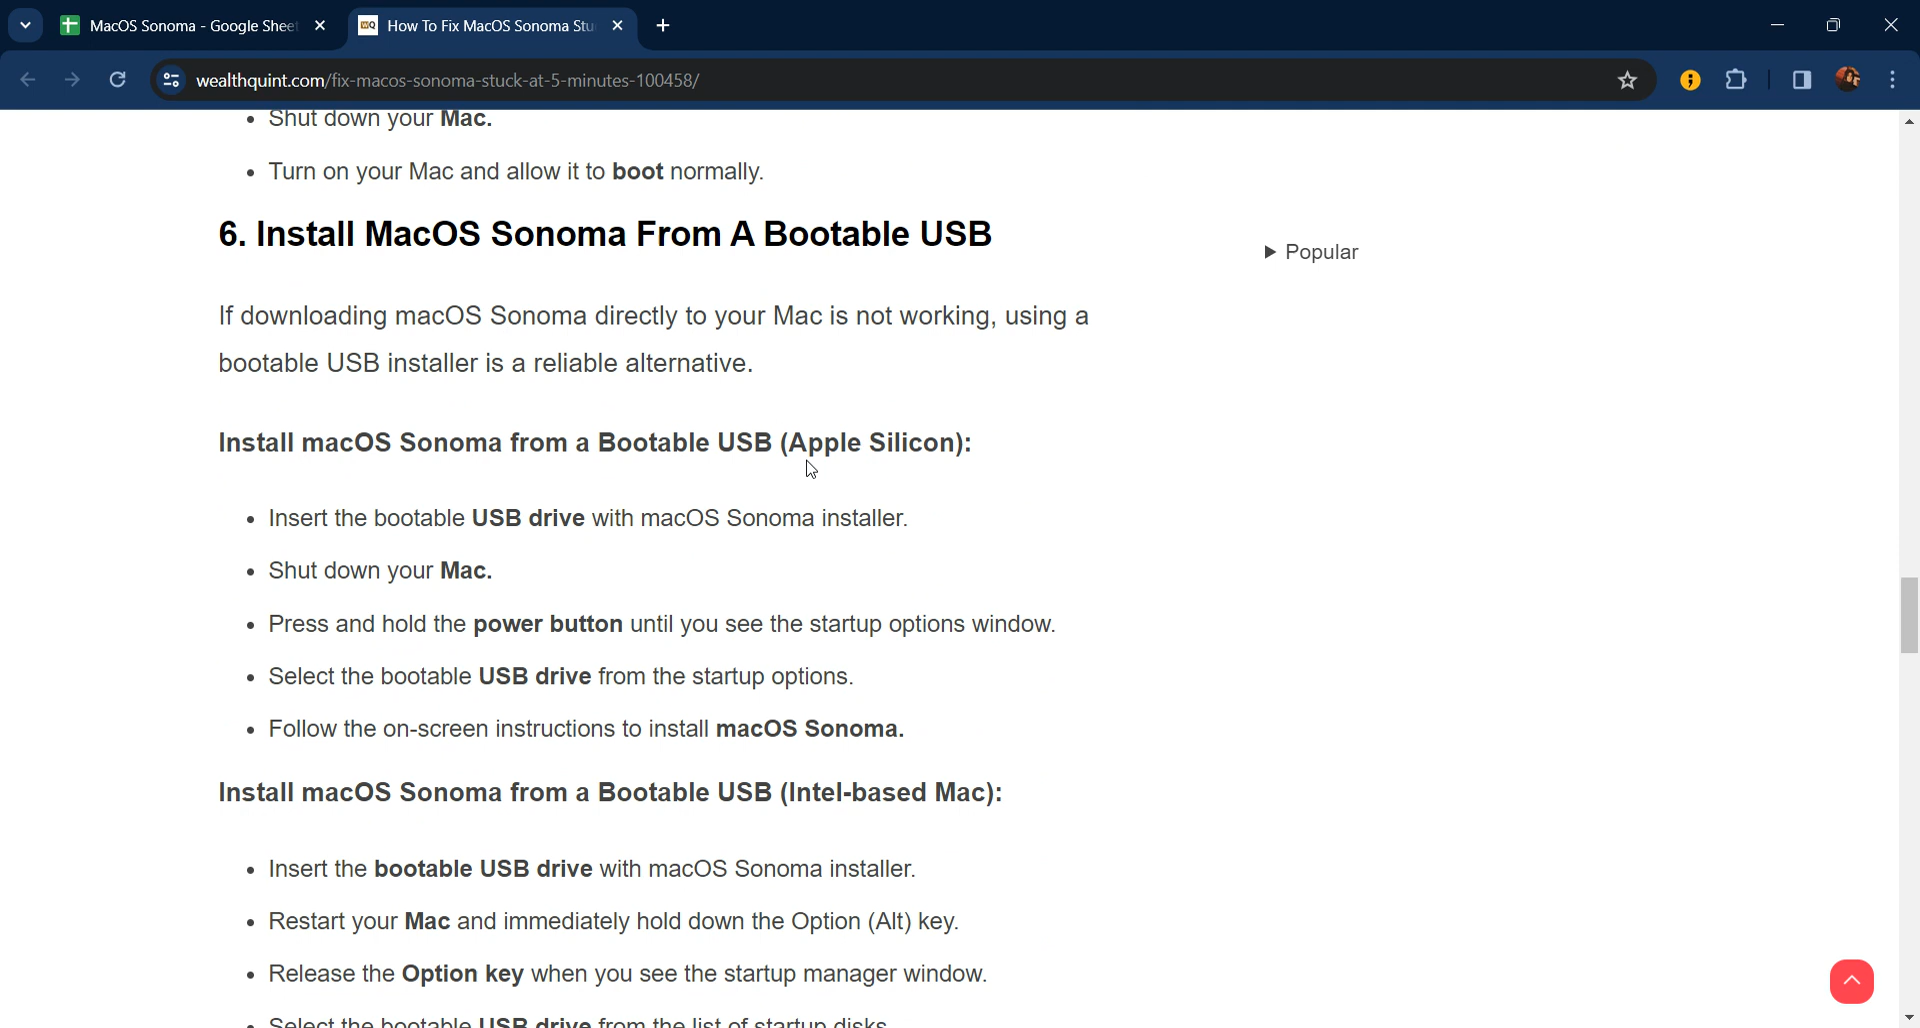 MacOS Sonoma - Google Sheet
How To Fix MacOS Sonoma Stu
wealthquint.com/fix-macos-sonoma-stuck-at-5-minutes-100458/
• Shut down your Mac.
• Turn on your Mac and allow it to boot normally.
6. Install MacOS Sonoma From A Bootable USB
▶ Popular
If downloading macOS Sonoma directly to your Mac is not working, using a
bootable USB installer is a reliable alternative.
Install macOS Sonoma from a Bootable USB (Apple Silicon):
• Insert the bootable USB drive with macOS Sonoma installer.
• Shut down your Mac.
• Press and hold the power button until you see the startup options window.
• Select the bootable USB drive from the startup options.
• Follow the on-screen instructions to install macOS Sonoma.
Install macOS Sonoma from a Bootable USB (Intel-based Mac):
• Insert the bootable USB drive with macOS Sonoma installer.
• Restart your Mac and immediately hold down the Option (Alt) key.
• Release the Option key when you see the startup manager window.
• Select the bootable USB drive from the list of startup disks.